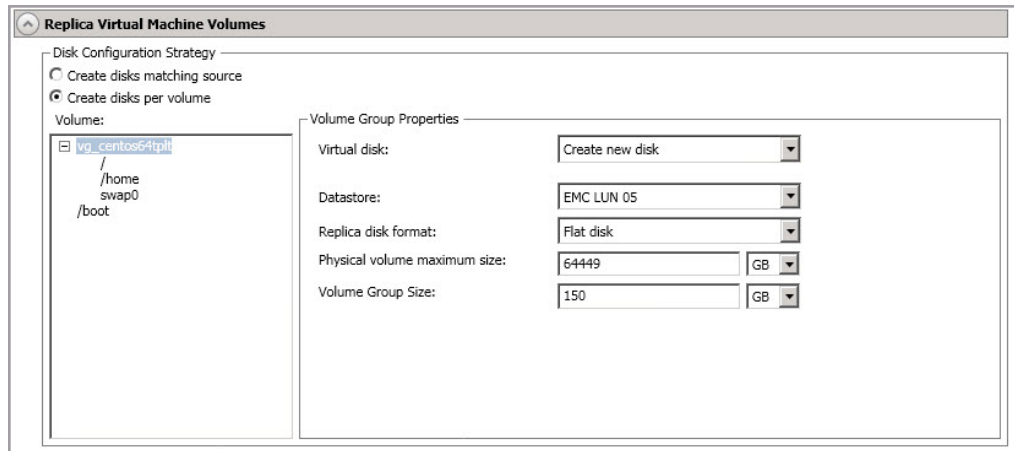 Replica Virtual Machine Volumes
Disk Configuration Strategy
Create disks matching source
Create disks per volume
Volume:
vg_centos64tplt
/
/home
swap0
/boot
Volume Group Properties
Virtual disk: Create new disk
Datastore: EMC LUN 05
Replica disk format: Flat disk
Physical volume maximum size: 64449 GB
Volume Group Size: 150 GB